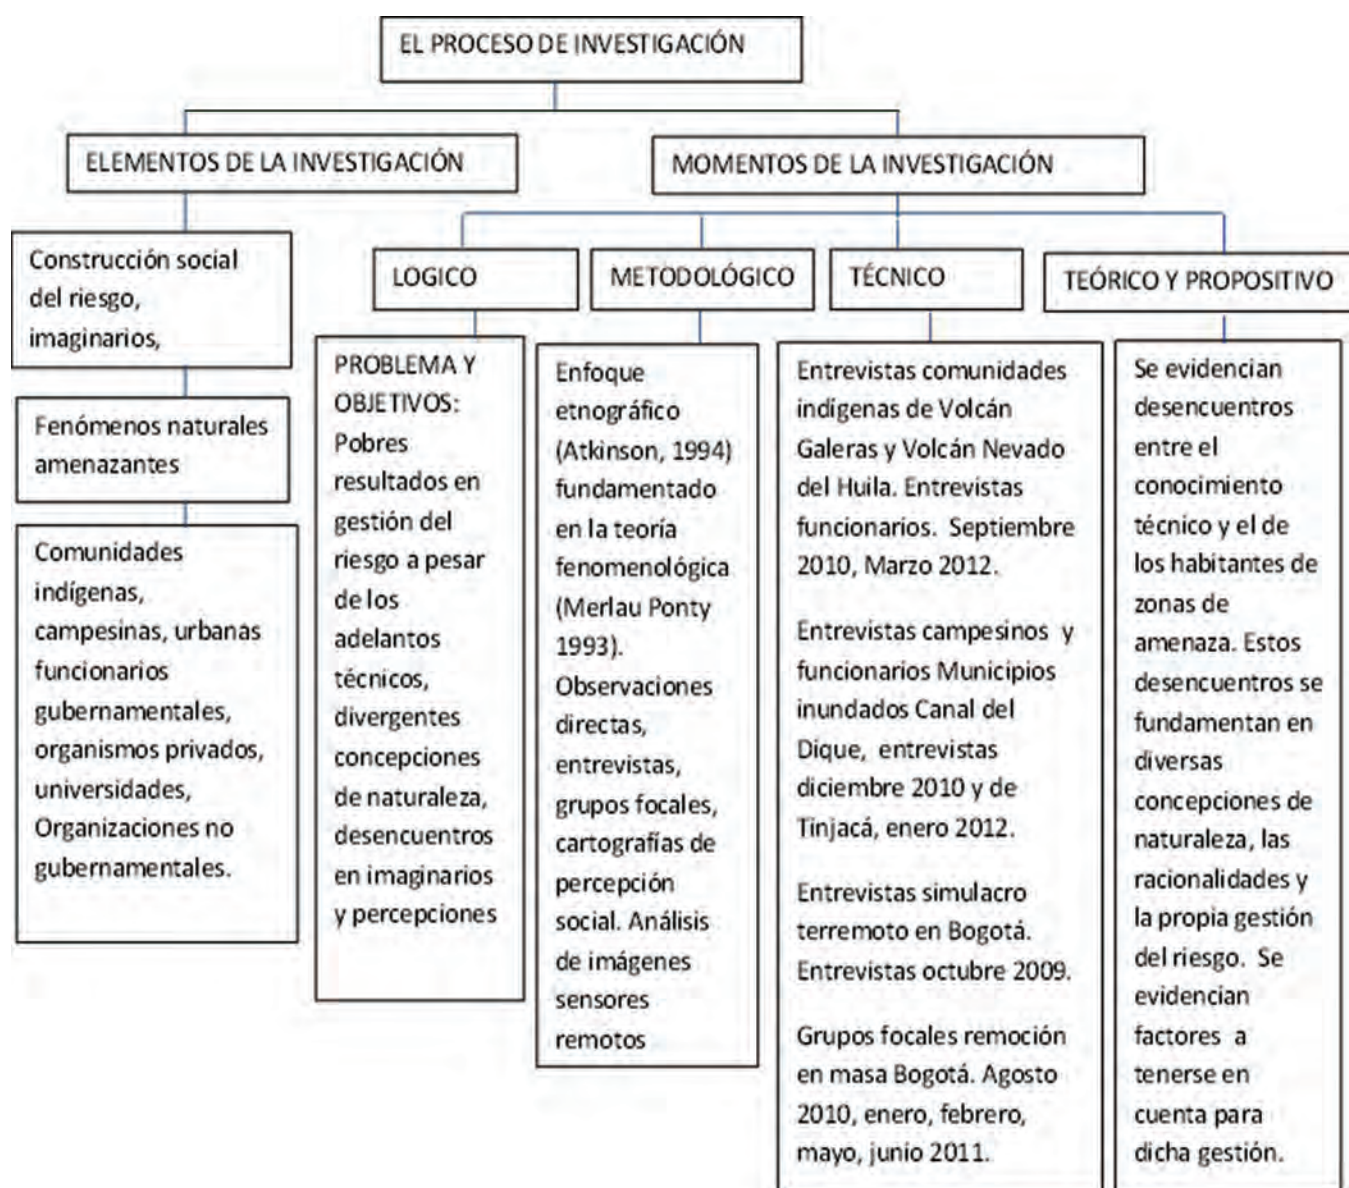 EL PROCESO DE INVESTIGACIÓN
ELEMENTOS DE LA INVESTIGACIÓN
MOMENTOS DE LA INVESTIGACIÓN
Construcción social
del riesgo,
imaginarios,
Fenómenos naturales
amenazantes
Comunidades
indígenas,
campesinas, urbanas
funcionarios
gubernamentales,
organismos privados,
universidades,
Organizaciones no
gubernamentales.
LOGICO
PROBLEMA Y
OBJETIVOS:
Pobres
resultados en
gestión del
riesgo a pesar
de los
adelantos
técnicos,
divergentes
concepciones
de naturaleza,
desencuentros
en imaginarios
y percepciones
METODOLÓGICO
Enfoque
etnográfico
(Atkinson, 1994)
fundamentado
en la teoría
fenomenológica
(Merlau Ponty
1993).
Observaciones
directas,
entrevistas,
grupos focales,
cartografías de
percepción
social. Análisis
de imágenes
sensores
remotos
TÉCNICO
Entrevistas comunidades
indígenas de Volcán
Galeras y Volcán Nevado
del Huila. Entrevistas
funcionarios. Septiembre
2010, Marzo 2012.
Entrevistas campesinos y
funcionarios Municipios
inundados Canal del
Dique, entrevistas
diciembre 2010 y de
Tinjacá, enero 2012.
Entrevistas simulacro
terremoto en Bogotá.
Entrevistas octubre 2009.
Grupos focales remoción
en masa Bogotá. Agosto
2010, enero, febrero,
mayo, junio 2011.
TEÓRICO Y PROPOSITIVO
Se evidencian
desencuentros
entre el
conocimiento
técnico y el de
los habitantes de
zonas de
amenaza. Estos
desencuentros se
fundamentan en
diversas
concepciones de
naturaleza, las
racionalidades y
la propia gestión
del riesgo. Se
evidencian
factores a
tenerse en
cuenta para
dicha gestión.